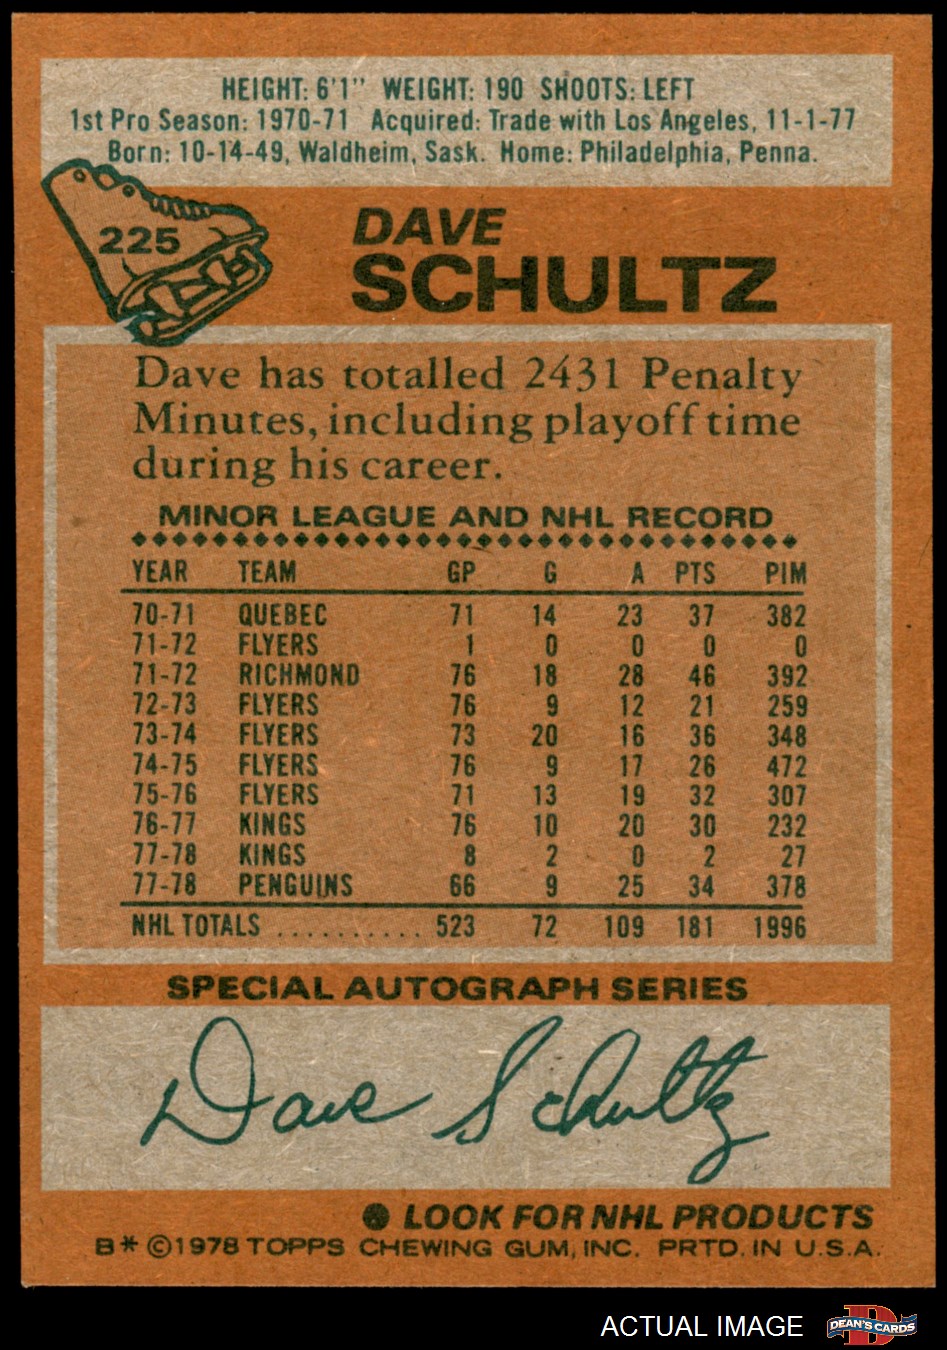 HEIGHT: 6'1" WEIGHT: 190 SHOOTS: LEFT
1st Pro Season: 1970-71 Acquired: Trade with Los Angeles, 11-1-77
Born: 10-14-49, Waldheim, Sask. Home: Philadelphia, Penna.
225
DAVE
SCHULTZ
Dave has totalled 2431 Penalty
Minutes, including playoff time
during his career.
MINOR LEAGUE AND NHL RECORD
YEAR TEAM GP G A PTS PIM
70-71 QUEBEC 71 14 23 37 382
71-72 FLYERS 1 0 0 0 0
71-72 RICHMOND 76 18 28 46 392
72-73 FLYERS 76 9 12 21 259
73-74 FLYERS 73 20 16 36 348
74-75 FLYERS 76 9 17 26 472
75-76 FLYERS 71 13 19 32 307
76-77 KINGS 76 10 20 30 232
77-78 KINGS 8 2 0 2 27
77-78 PENGUINS 66 9 25 34 378
NHL TOTALS .......... 523 72 109 181 1996
SPECIAL AUTOGRAPH SERIES
Dave Schultz
LOOK FOR NHL PRODUCTS
B* ©1978 TOPPS CHEWING GUM, INC. PRTD. IN U.S.A.
ACTUAL IMAGE
D
DEAN'S CARDS